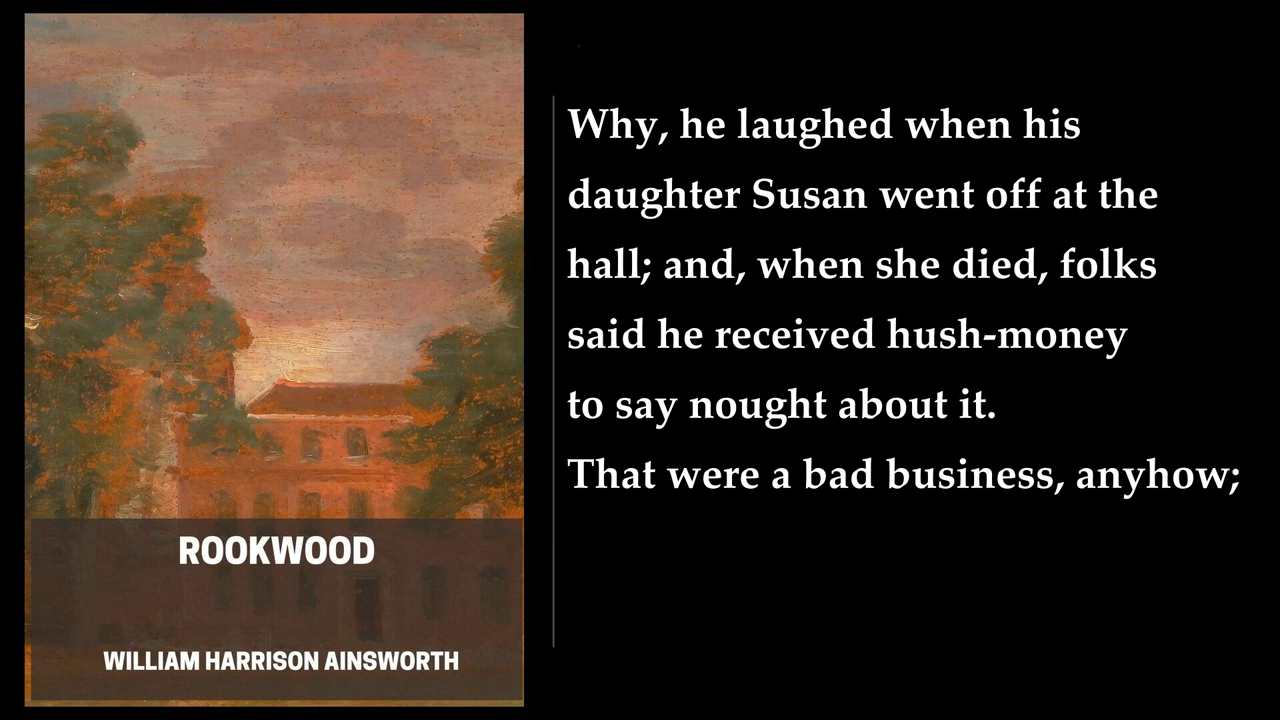 ROOKWOOD
WILLIAM HARRISON AINSWORTH
Why, he laughed when his
daughter Susan went off at the
hall; and, when she died, folks
said he received hush-money
to say nought about it.
That were a bad business, anyhow;